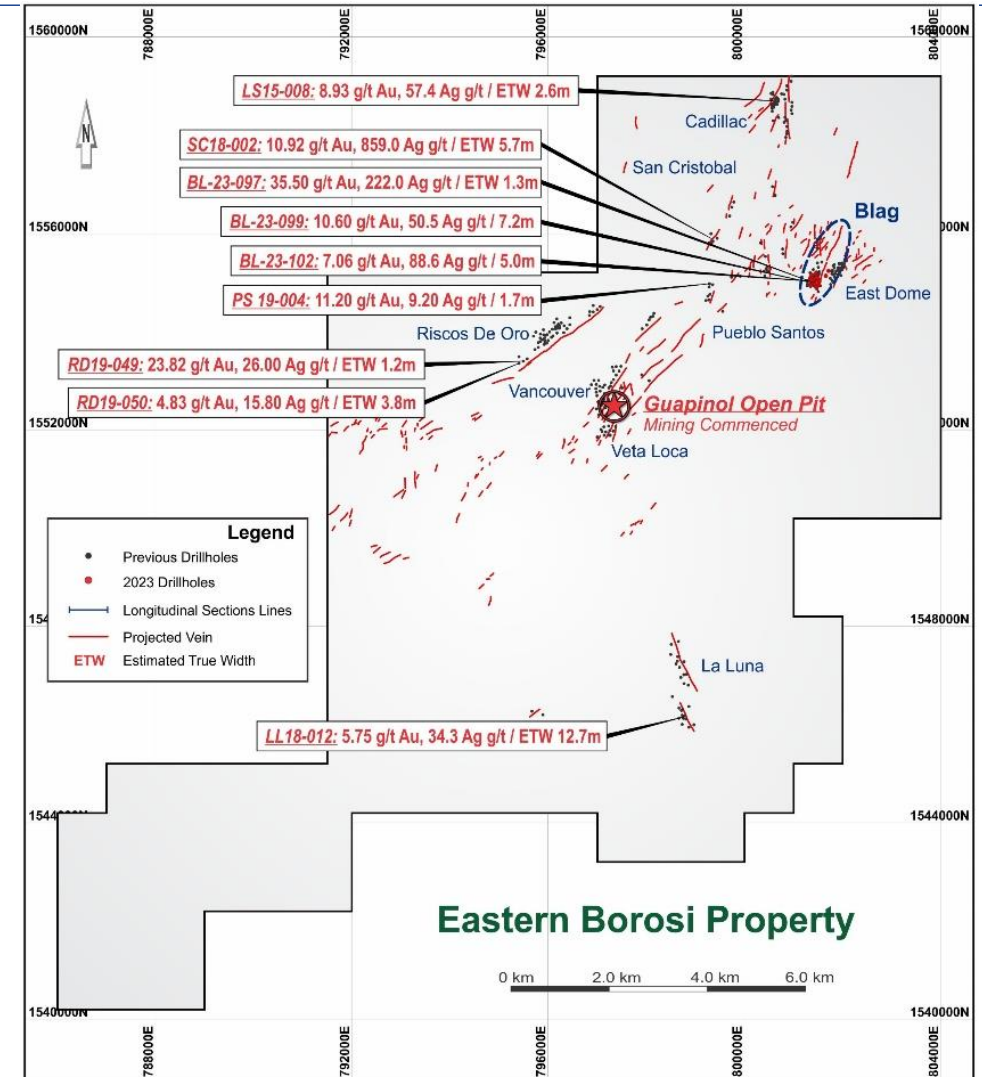 788000E
792000E
796000E
800000E
804000E
1560000N
1560000N
LS15-008: 8.93 g/t Au, 57.4 Ag g/t / ETW 2.6m
Cadillac
N
SC18-002: 10.92 g/t Au, 859.0 Ag g/t / ETW 5.7m
San Cristobal
BL-23-097: 35.50 g/t Au, 222.0 Ag g/t / ETW 1.3m
Blag
BL-23-099: 10.60 g/t Au, 50.5 Ag g/t / 7.2m
1556000N
000N
BL-23-102: 7.06 g/t Au, 88.6 Ag g/t / 5.0m
East Dome
PS 19-004: 11.20 g/t Au, 9.20 Ag g/t / 1.7m
Riscos De Oro
Pueblo Santos
RD19-049: 23.82 g/t Au, 26.00 Ag g/t / ETW 1.2m
Vancouver
RD19-050: 4.83 g/t Au, 15.80 Ag g/t / ETW 3.8m
Guapinol Open Pit
Mining Commenced
1552000N
000N
Veta Loca
Legend
Previous Drillholes
2023 Drillholes
Longitudinal Sections Lines
Projected Vein
ETW Estimated True Width
154
1548000N
La Luna
LL18-012: 5.75 g/t Au, 34.3 Ag g/t / ETW 12.7m
1544000N
1544000N
Eastern Borosi Property
0 km 2.0 km 4.0 km 6.0 km
1540000N
1540000N
788000E
792000E
796000E
800000E
804000E